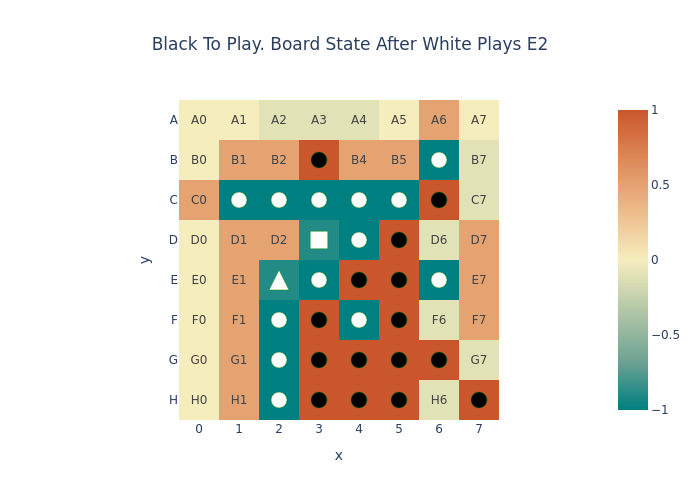 Black To Play. Board State After White Plays E2
A A0 A1 A2 A3 A4 A5 A6 A7
B B0 B1 B2 B4 B5 B7
C C0 C7
D D0 D1 D2 D6 D7
E E0 E1 E7
F F0 F1 F6 F7
G G0 G1 G7
H H0 H1 H6
0 1 2 3 4 5 6 7
x
y
1
0.5
0
−0.5
−1